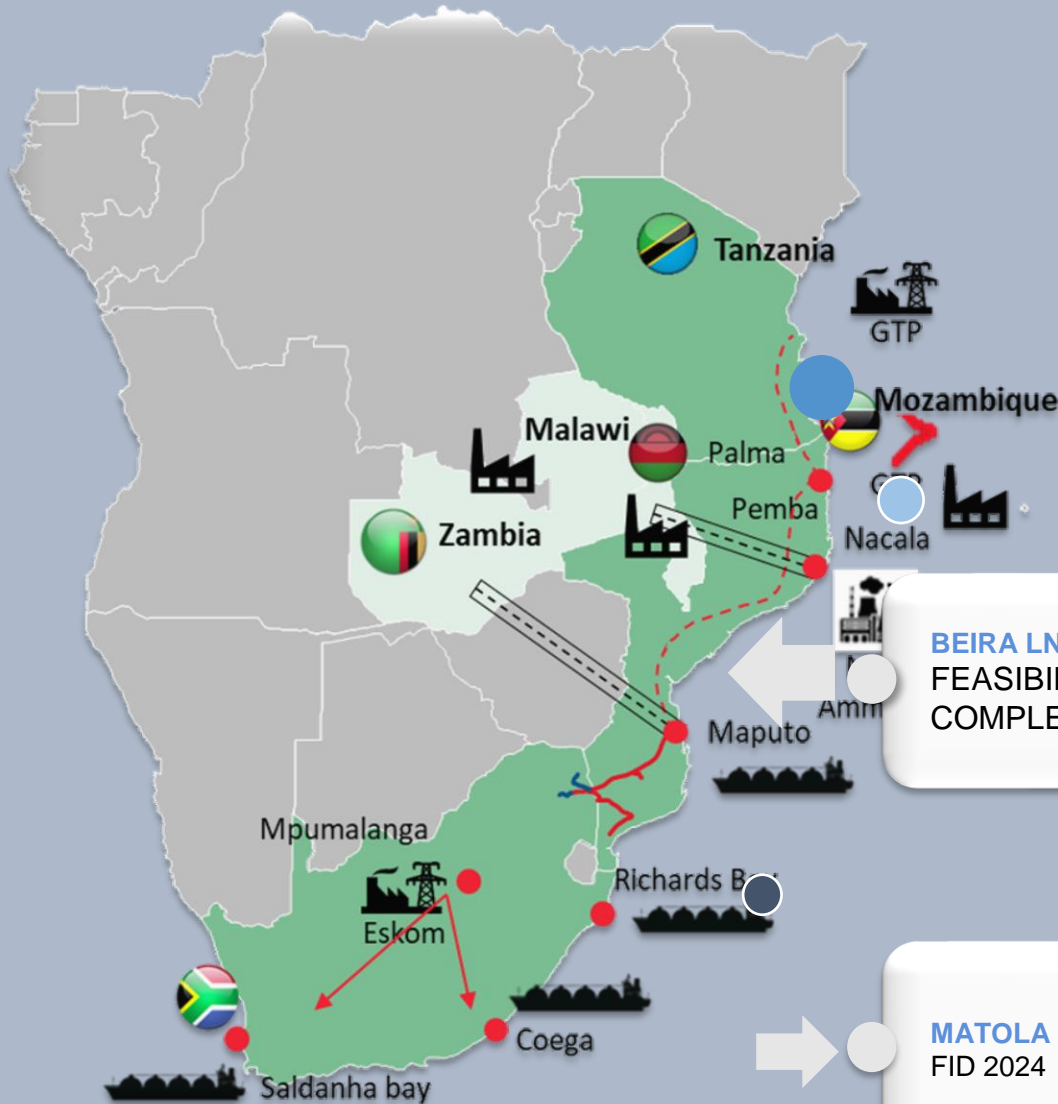 Tanzania
GTP
Mozambique
Malawi
Palma
Pemba
Zambia
Nacala
BEIRA
FEASIBI
COMPLE
Maputo
Mpumalanga
Richards
Eskom
Coega
MATOLA
FID 2024
Saldanha bay